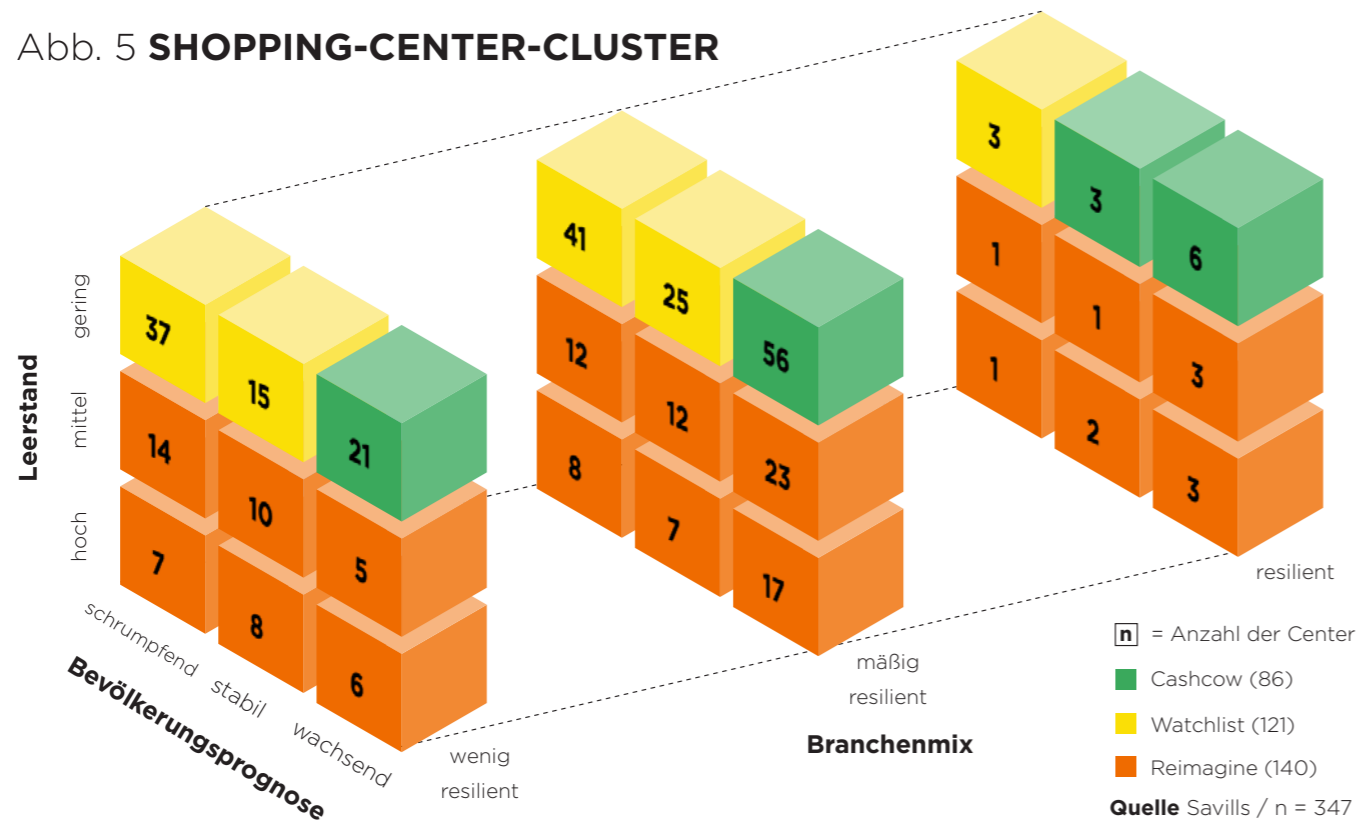 Abb. 5 SHOPPING-CENTER-CLUSTER
Leerstand
gering
mittel
hoch
37
15
21
14
10
5
7
8
6
41
25
56
12
12
23
8
7
17
3
3
6
1
1
3
1
2
3
schrumpfend
stabil
wachsend
Bevölkerungsprognose
wenig
resilient
mäßig
resilient
resilient
Branchenmix
n = Anzahl der Center
Cashcow (86)
Watchlist (121)
Reimagine (140)
Quelle Savills / n = 347